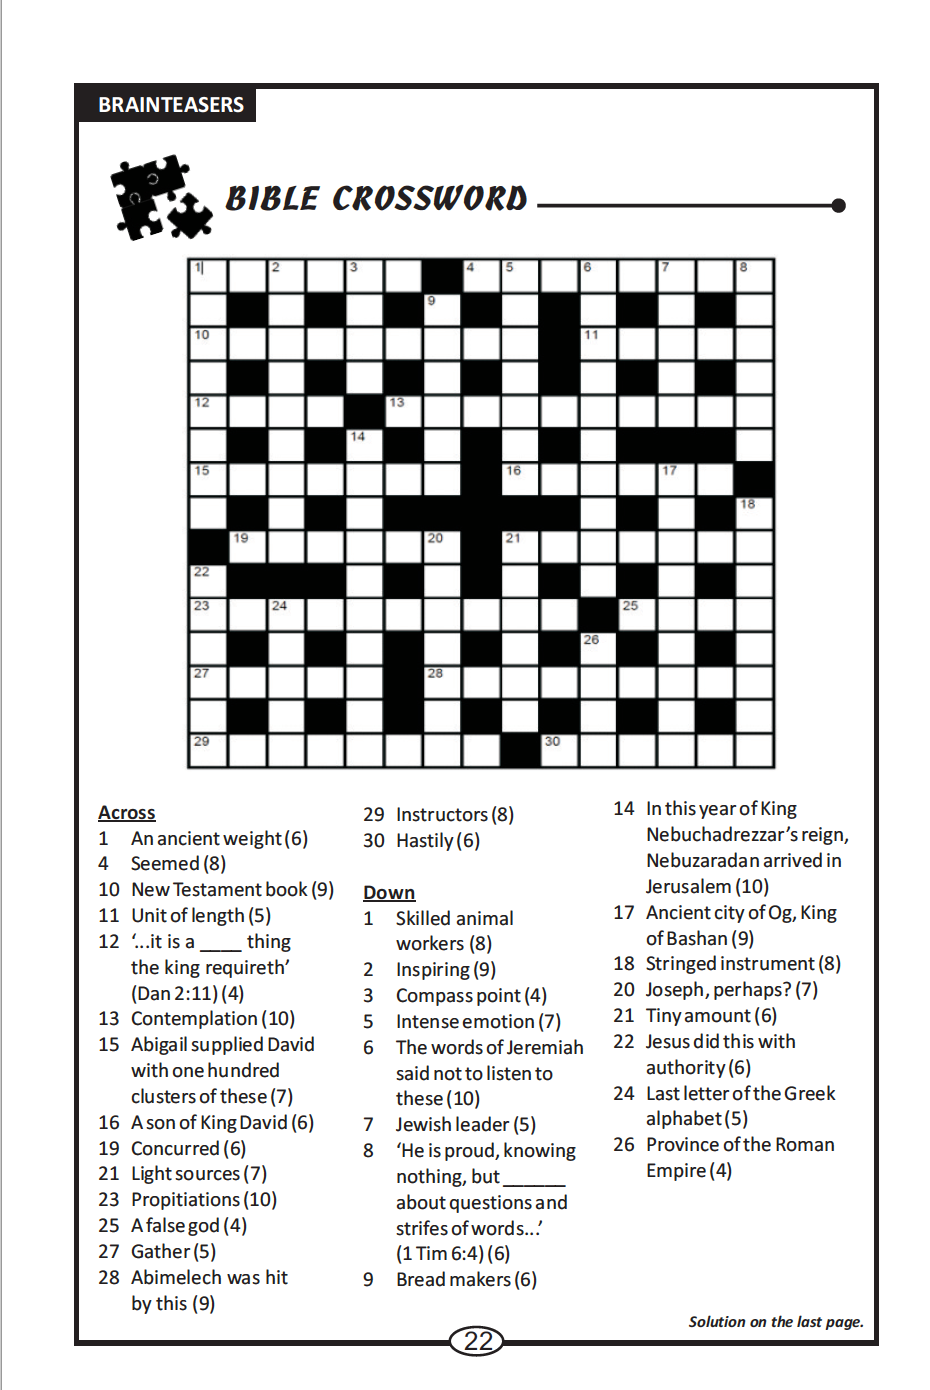 BRAINTEASERS
BIBLE CROSSWORD
1 2 3 4 5 6 7 8
9
10 11
12 13
14
15 16 17
18
19 20 21
22
23 24 25
26
27 28
29 30
Across
1 An ancient weight (6)
4 Seemed (8)
10 New Testament book (9)
11 Unit of length (5)
12 ‘...it is a ____ thing
the king requireth’
(Dan 2:11) (4)
13 Contemplation (10)
15 Abigail supplied David
with one hundred
clusters of these (7)
16 A son of King David (6)
19 Concurred (6)
21 Light sources (7)
23 Propitiations (10)
25 A false god (4)
27 Gather (5)
28 Abimelech was hit
by this (9)
29 Instructors (8)
30 Hastily (6)
Down
1 Skilled animal
workers (8)
2 Inspiring (9)
3 Compass point (4)
5 Intense emotion (7)
6 The words of Jeremiah
said not to listen to
these (10)
7 Jewish leader (5)
8 ‘He is proud, knowing
nothing, but ______
about questions and
strifes of words...’
(1 Tim 6:4) (6)
9 Bread makers (6)
14 In this year of King
Nebuchadrezzar’s reign,
Nebuzaradan arrived in
Jerusalem (10)
17 Ancient city of Og, King
of Bashan (9)
18 Stringed instrument (8)
20 Joseph, perhaps? (7)
21 Tiny amount (6)
22 Jesus did this with
authority (6)
24 Last letter of the Greek
alphabet (5)
26 Province of the Roman
Empire (4)
Solution on the last page.
22